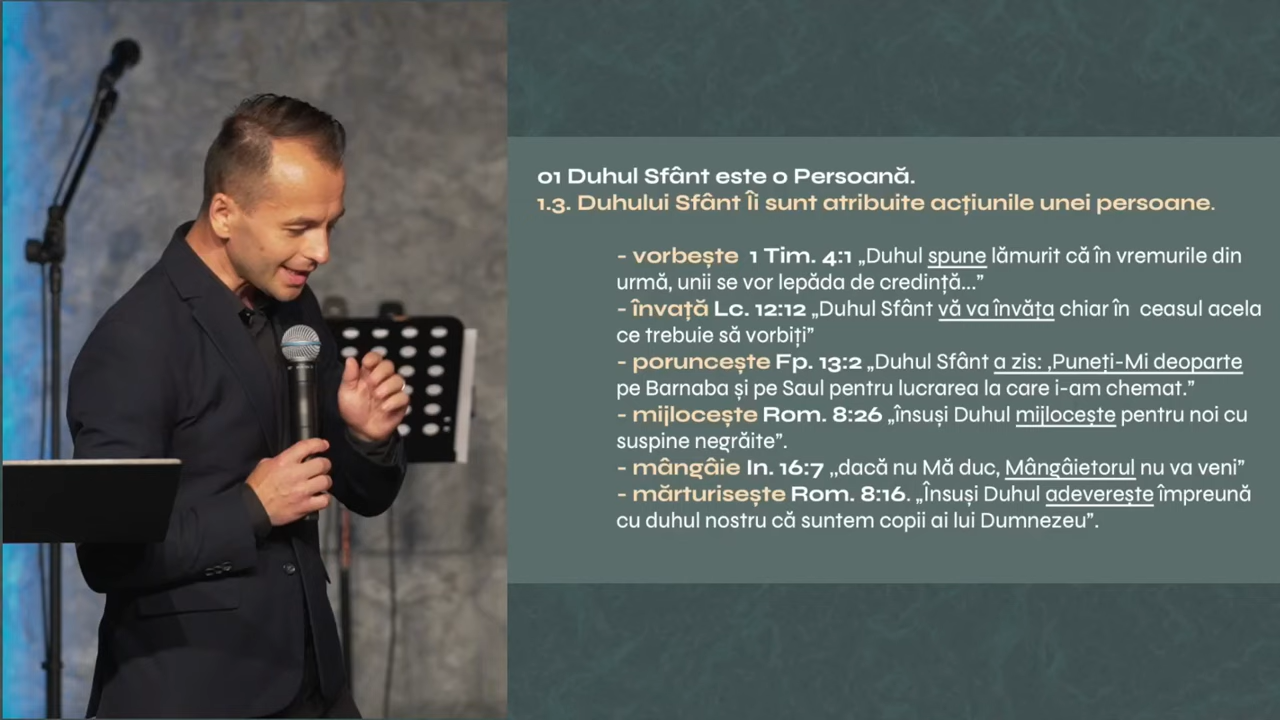 01 Duhul Sfânt este o Persoană.
1.3. Duhului Sfânt Îi sunt atribuite acțiunile unei persoane.
- vorbește 1 Tim. 4:1 „Duhul spune lămurit că în vremurile din
urmă, unii se vor lepăda de credință...”
- învață Lc. 12:12 „Duhul Sfânt vă va învăța chiar în ceasul acela
ce trebuie să vorbiți”
- poruncește Fp. 13:2 „Duhul Sfânt a zis: ‚Puneți-Mi deoparte
pe Barnaba și pe Saul pentru lucrarea la care i-am chemat.”
- mijlocește Rom. 8:26 „însuși Duhul mijlocește pentru noi cu
suspine negrăite”.
- mângâie In. 16:7 „dacă nu Mă duc, Mângâietorul nu va veni”
- mărturisește Rom. 8:16. „Însuși Duhul adeverește împreună
cu duhul nostru că suntem copii ai lui Dumnezeu”.